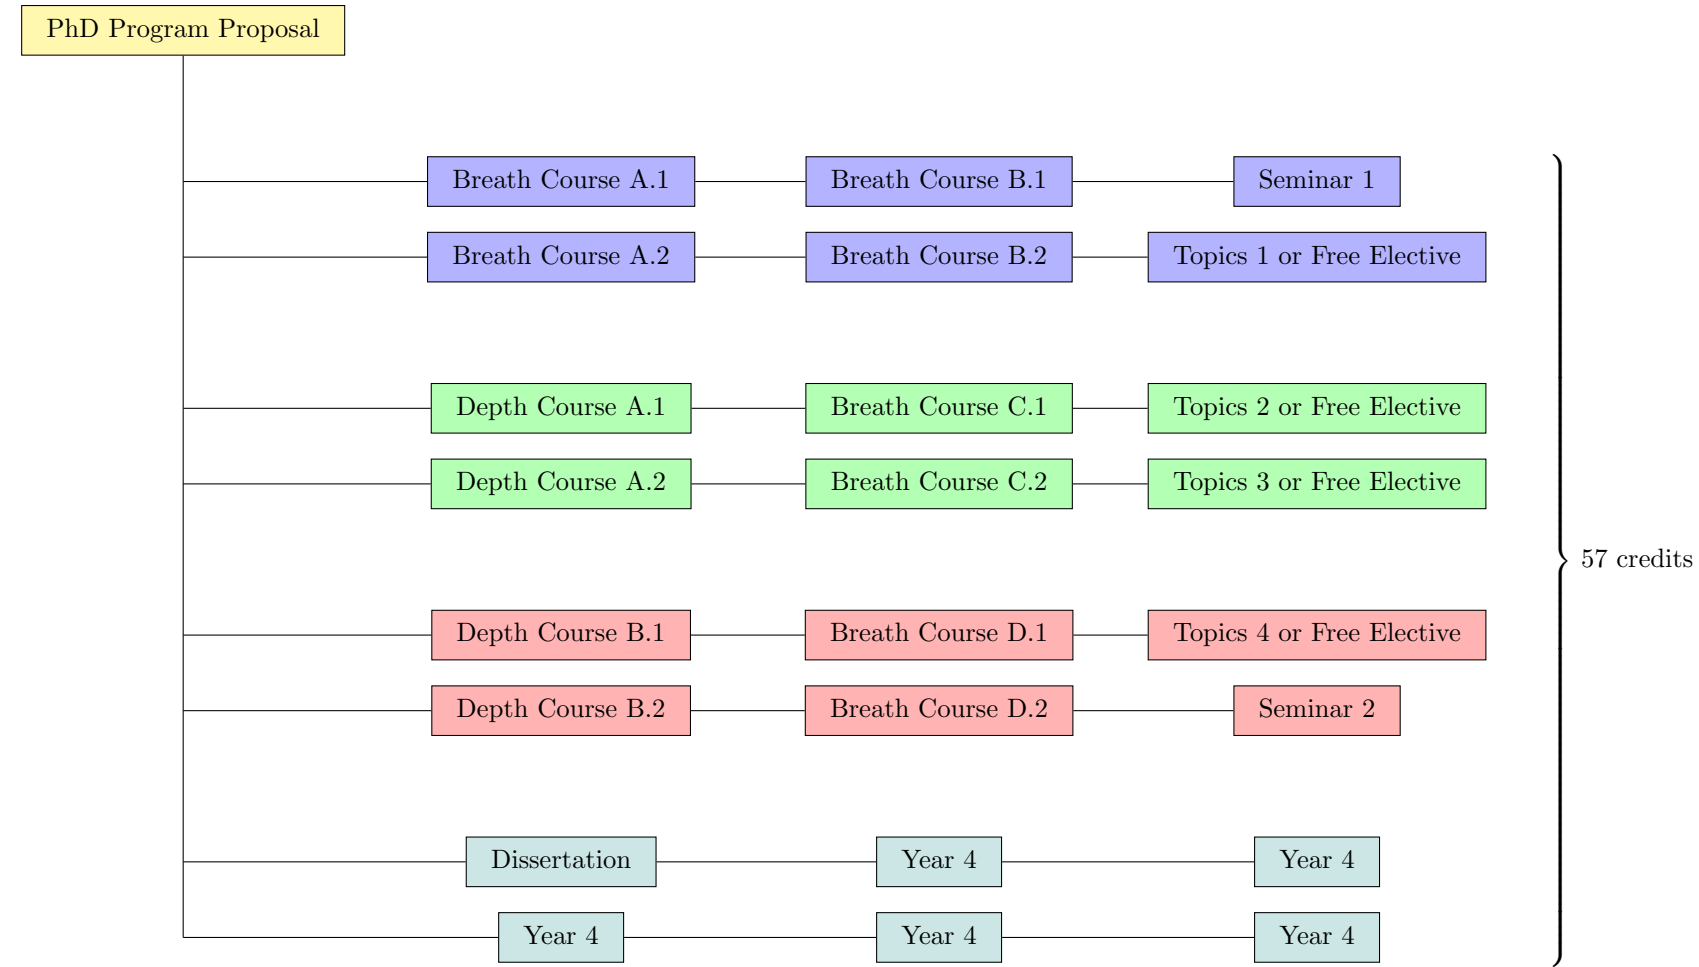 PhD Program Proposal
Breath Course A.1 Breath Course B.1 Seminar 1
Breath Course A.2 Breath Course B.2 Topics 1 or Free Elective
Depth Course A.1 Breath Course C.1 Topics 2 or Free Elective
Depth Course A.2 Breath Course C.2 Topics 3 or Free Elective
57 credits
Depth Course B.1 Breath Course D.1 Topics 4 or Free Elective
Depth Course B.2 Breath Course D.2 Seminar 2
Dissertation Year 4 Year 4
Year 4 Year 4 Year 4